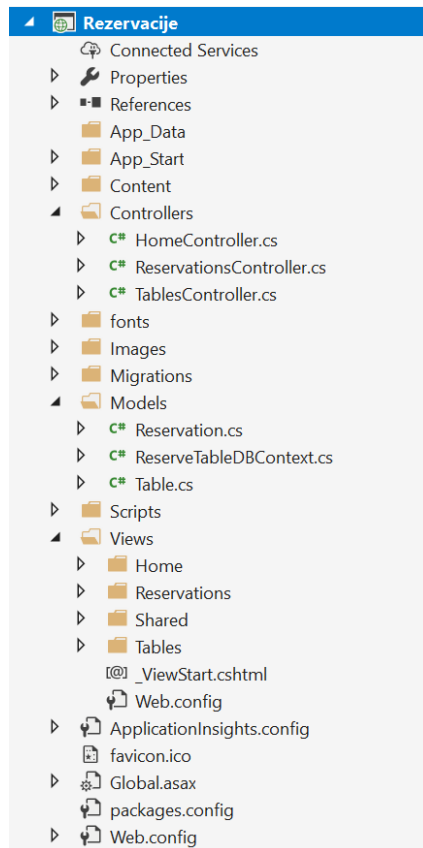 Rezervacije
Connected Services
Properties
References
App_Data
App_Start
Content
Controllers
C# HomeController.cs
C# ReservationsController.cs
C# TablesController.cs
fonts
Images
Migrations
Models
C# Reservation.cs
C# ReserveTableDBContext.cs
C# Table.cs
Scripts
Views
Home
Reservations
Shared
Tables
[@] _ViewStart.cshtml
Web.config
ApplicationInsights.config
favicon.ico
Global.asax
packages.config
Web.config